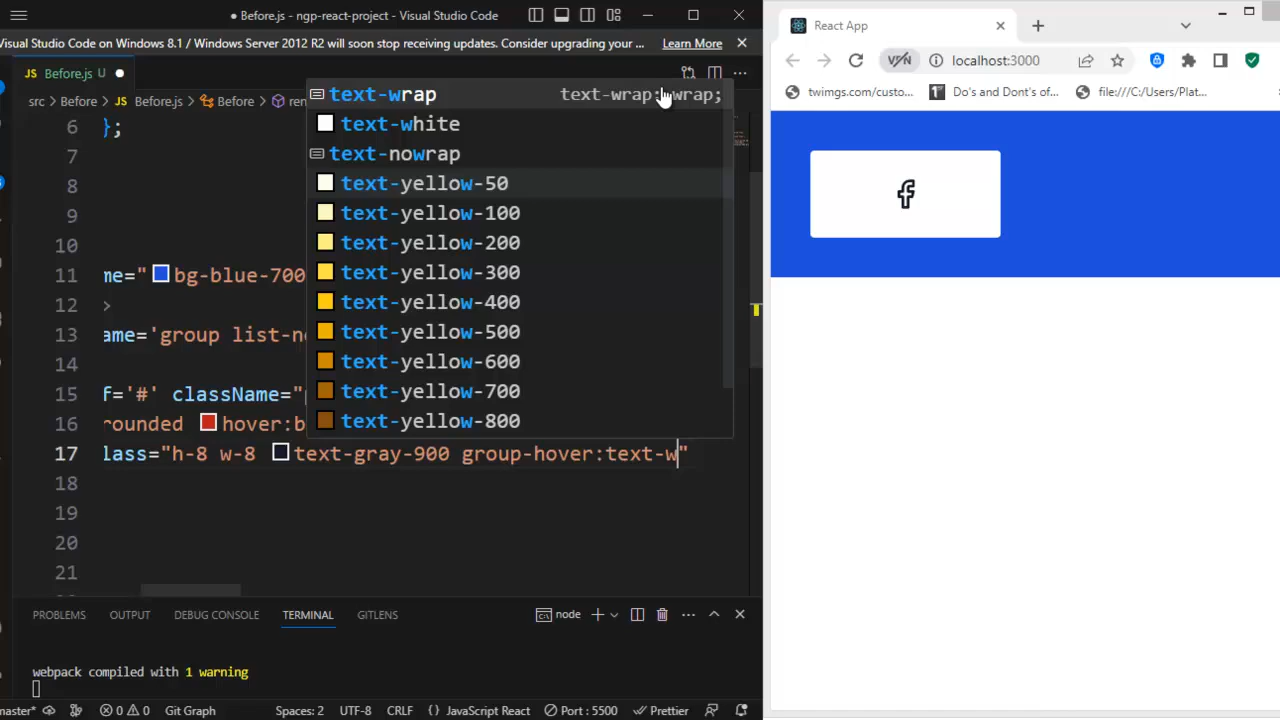 Before.js - ngp-react-project - Visual Studio Code
Visual Studio Code on Windows 8.1 / Windows Server 2012 R2 will soon stop receiving updates. Consider upgrading your ... Learn More
Before.js U
src > Before > Before.js > Before >
text-wrap text-wrap: wrap;
text-white
text-nowrap
text-yellow-50
text-yellow-100
text-yellow-200
text-yellow-300
text-yellow-400
text-yellow-500
text-yellow-600
text-yellow-700
text-yellow-800
6 };
7
8
9
10
11 me=" bg-blue-700
12 >
13 ame='group list-n
14
15 f='#' className="
16 rounded hover:b
17 lass="h-8 w-8 text-gray-900 group-hover:text-w"
18
19
20
21
PROBLEMS OUTPUT DEBUG CONSOLE TERMINAL GITLENS
node
webpack compiled with 1 warning
master* 0 0 Git Graph Spaces: 2 UTF-8 CRLF {} JavaScript React Port : 5500 Prettier
React App
VPN localhost:3000
twimgs.com/custo... Do's and Dont's of... file:///C:/Users/Plat...